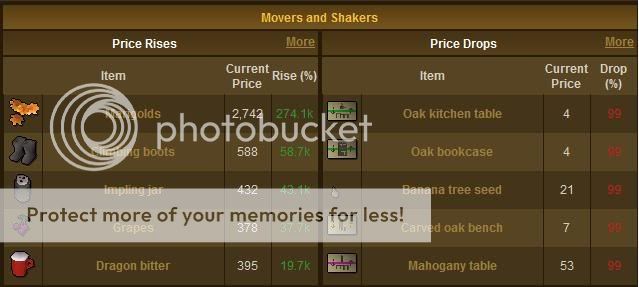 Movers and Shakers
Price Rises More Price Drops More
Item Current Price Rise (%) Item Current Price Drop (%)
Marigolds 2,742 274.1k Oak kitchen table 4 99
photobucket
Climbing boots 588 58.7k Oak bookcase 4 99
Impling jar 432 43.1k Banana tree seed 21 99
Protect more of your memories for less!
Grapes 378 37.7k Carved oak bench 7 99
Dragon bitter 395 19.7k Mahogany table 53 99